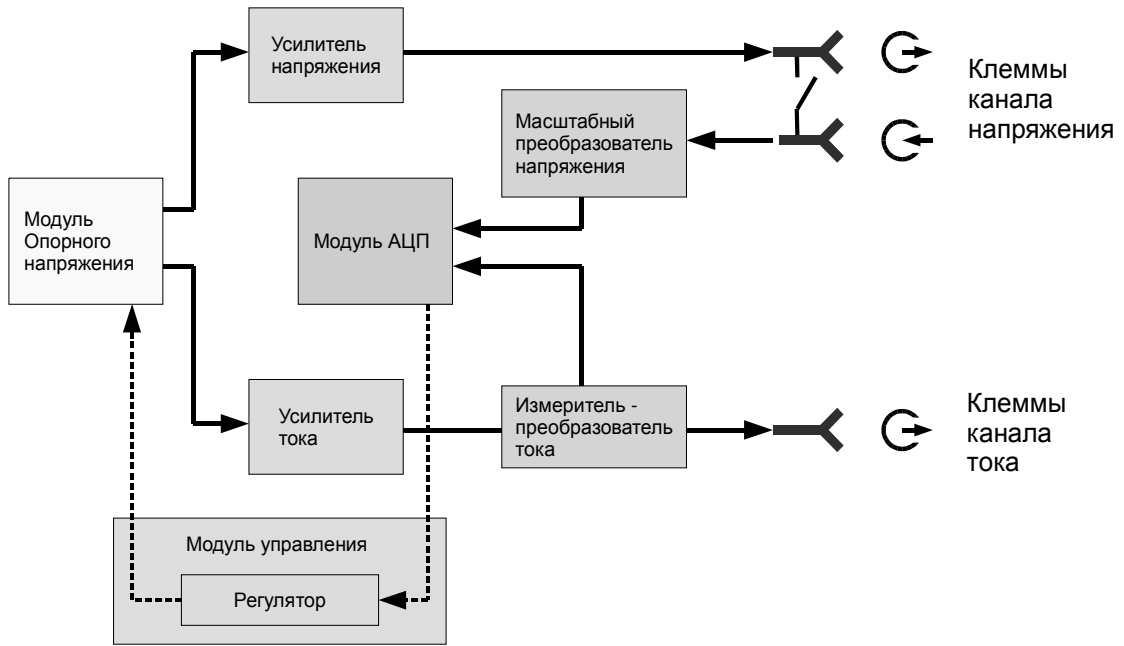 Усилитель
напряжения
Клеммы
канала
напряжения
Масштабный
преобразователь
напряжения
Модуль
Опорного
напряжения
Модуль АЦП
Усилитель
тока
Измеритель -
преобразователь
тока
Клеммы
канала
тока
Модуль управления
Регулятор